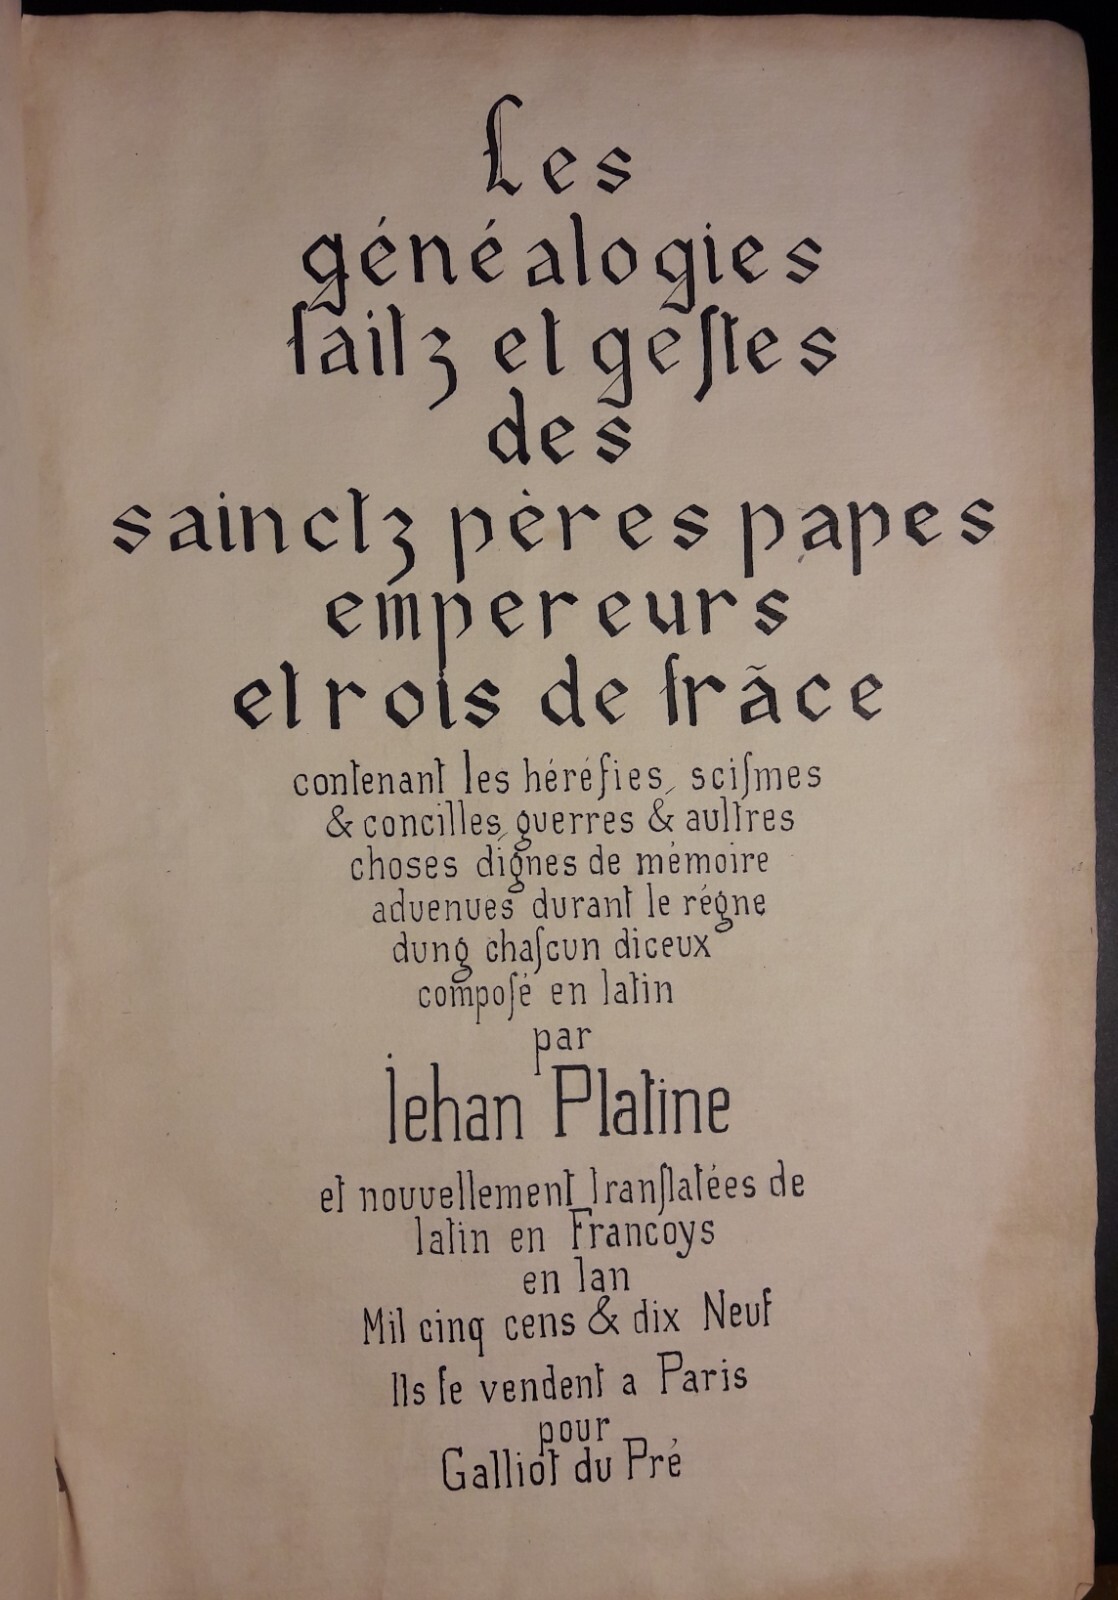 Les
généalogies
faitz et geſtes
des
sainctz pères papes
empereurs
et rois de frãce
contenant les héréſies, sciſmes
& concilles, guerres & aultres
choses dignes de mémoire
advenues durant le régne
dung chaſcun diceux
compoſé en latin
par
iehan Platine
et nouvellement tranſlatées de
latin en Francoys
en lan
Mil cinq cens & dix Neuf
Ils ſe vendent a Paris
pour
Galliot du Pré